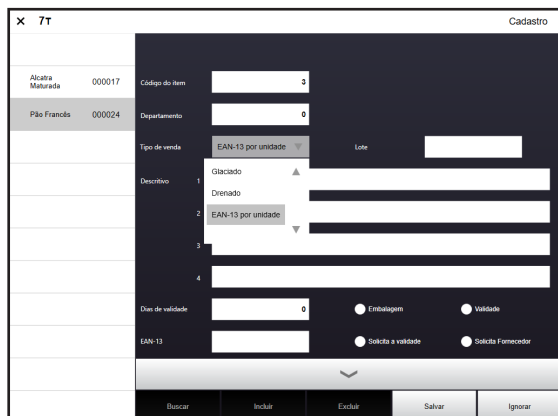 × 7T Cadastro
Alcatra
Maturada 000017
Pão Francês 000024
Código do item 3
Departamento 0
Tipo de venda EAN-13 por unidade Lote
Glaciado
Drenado
EAN-13 por unidade
Descritivo 1
2
3
4
Dias de validade 0 Embalagem Validade
EAN-13 Solicita a validade Solicita Fornecedor
Buscar Incluir Excluir Salvar Ignorar